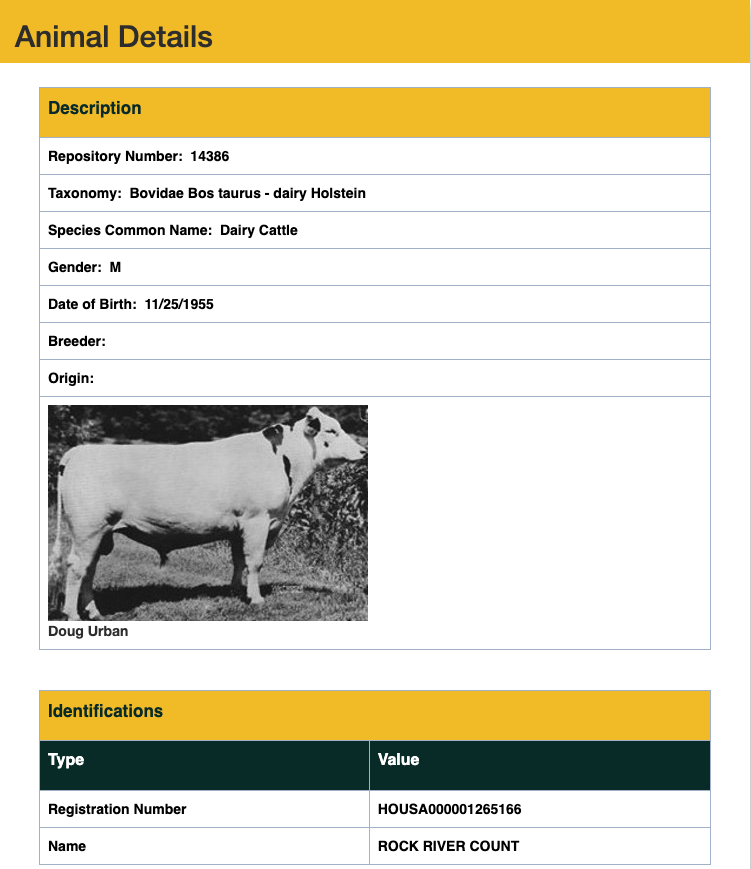 Animal Details
Description
Repository Number: 14386
Taxonomy: Bovidae Bos taurus - dairy Holstein
Species Common Name: Dairy Cattle
Gender: M
Date of Birth: 11/25/1955
Breeder:
Origin:
Doug Urban
Identifications
Type Value
Registration Number HOUSA000001265166
Name ROCK RIVER COUNT